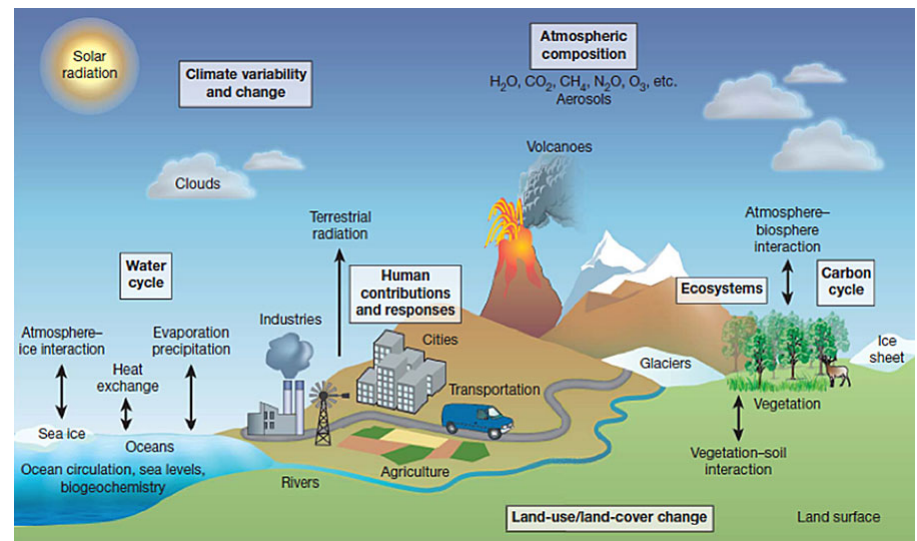 Solar
radiation
Climate variability
and change
Atmospheric
composition
H₂O, CO₂, CH₄, N₂O, O₃, etc.
Aerosols
Volcanoes
Clouds
Terrestrial
radiation
Atmosphere–
biosphere
interaction
Water
cycle
Human
contributions
and responses
Ecosystems
Carbon
cycle
Atmosphere–
ice interaction
Evaporation
precipitation
Heat
exchange
Industries
Cities
Transportation
Glaciers
Ice
sheet
Vegetation
Sea ice
Oceans
Ocean circulation, sea levels,
biogeochemistry
Rivers
Agriculture
Vegetation–soil
interaction
Land-use/land-cover change
Land surface